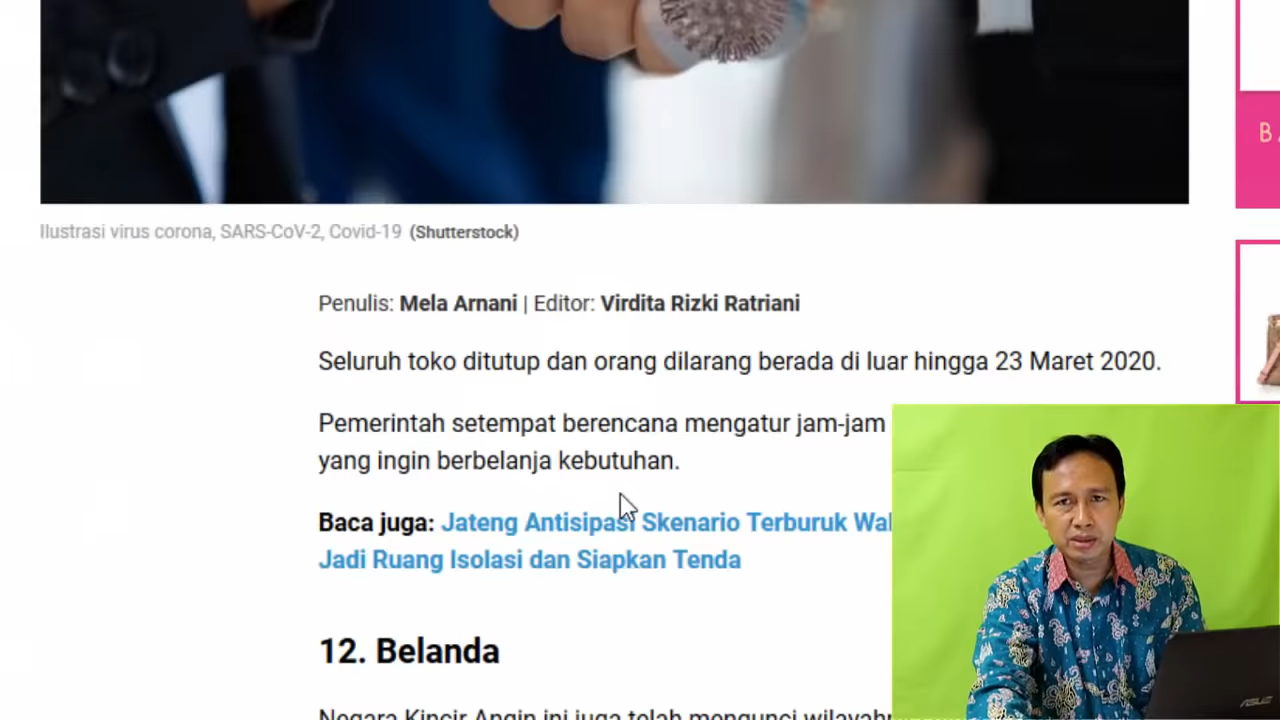 Ilustrasi virus corona, SARS-CoV-2, Covid-19 (Shutterstock)
Penulis: Mela Arnani | Editor: Virdita Rizki Ratriani
Seluruh toko ditutup dan orang dilarang berada di luar hingga 23 Maret 2020.
Pemerintah setempat berencana mengatur jam-jam
yang ingin berbelanja kebutuhan.
Baca juga: Jateng Antisipasi Skenario Terburuk
Jadi Ruang Isolasi dan Siapkan Tenda
12. Belanda
Negara Kincir Angin ini juga telah mengunci
ASUS